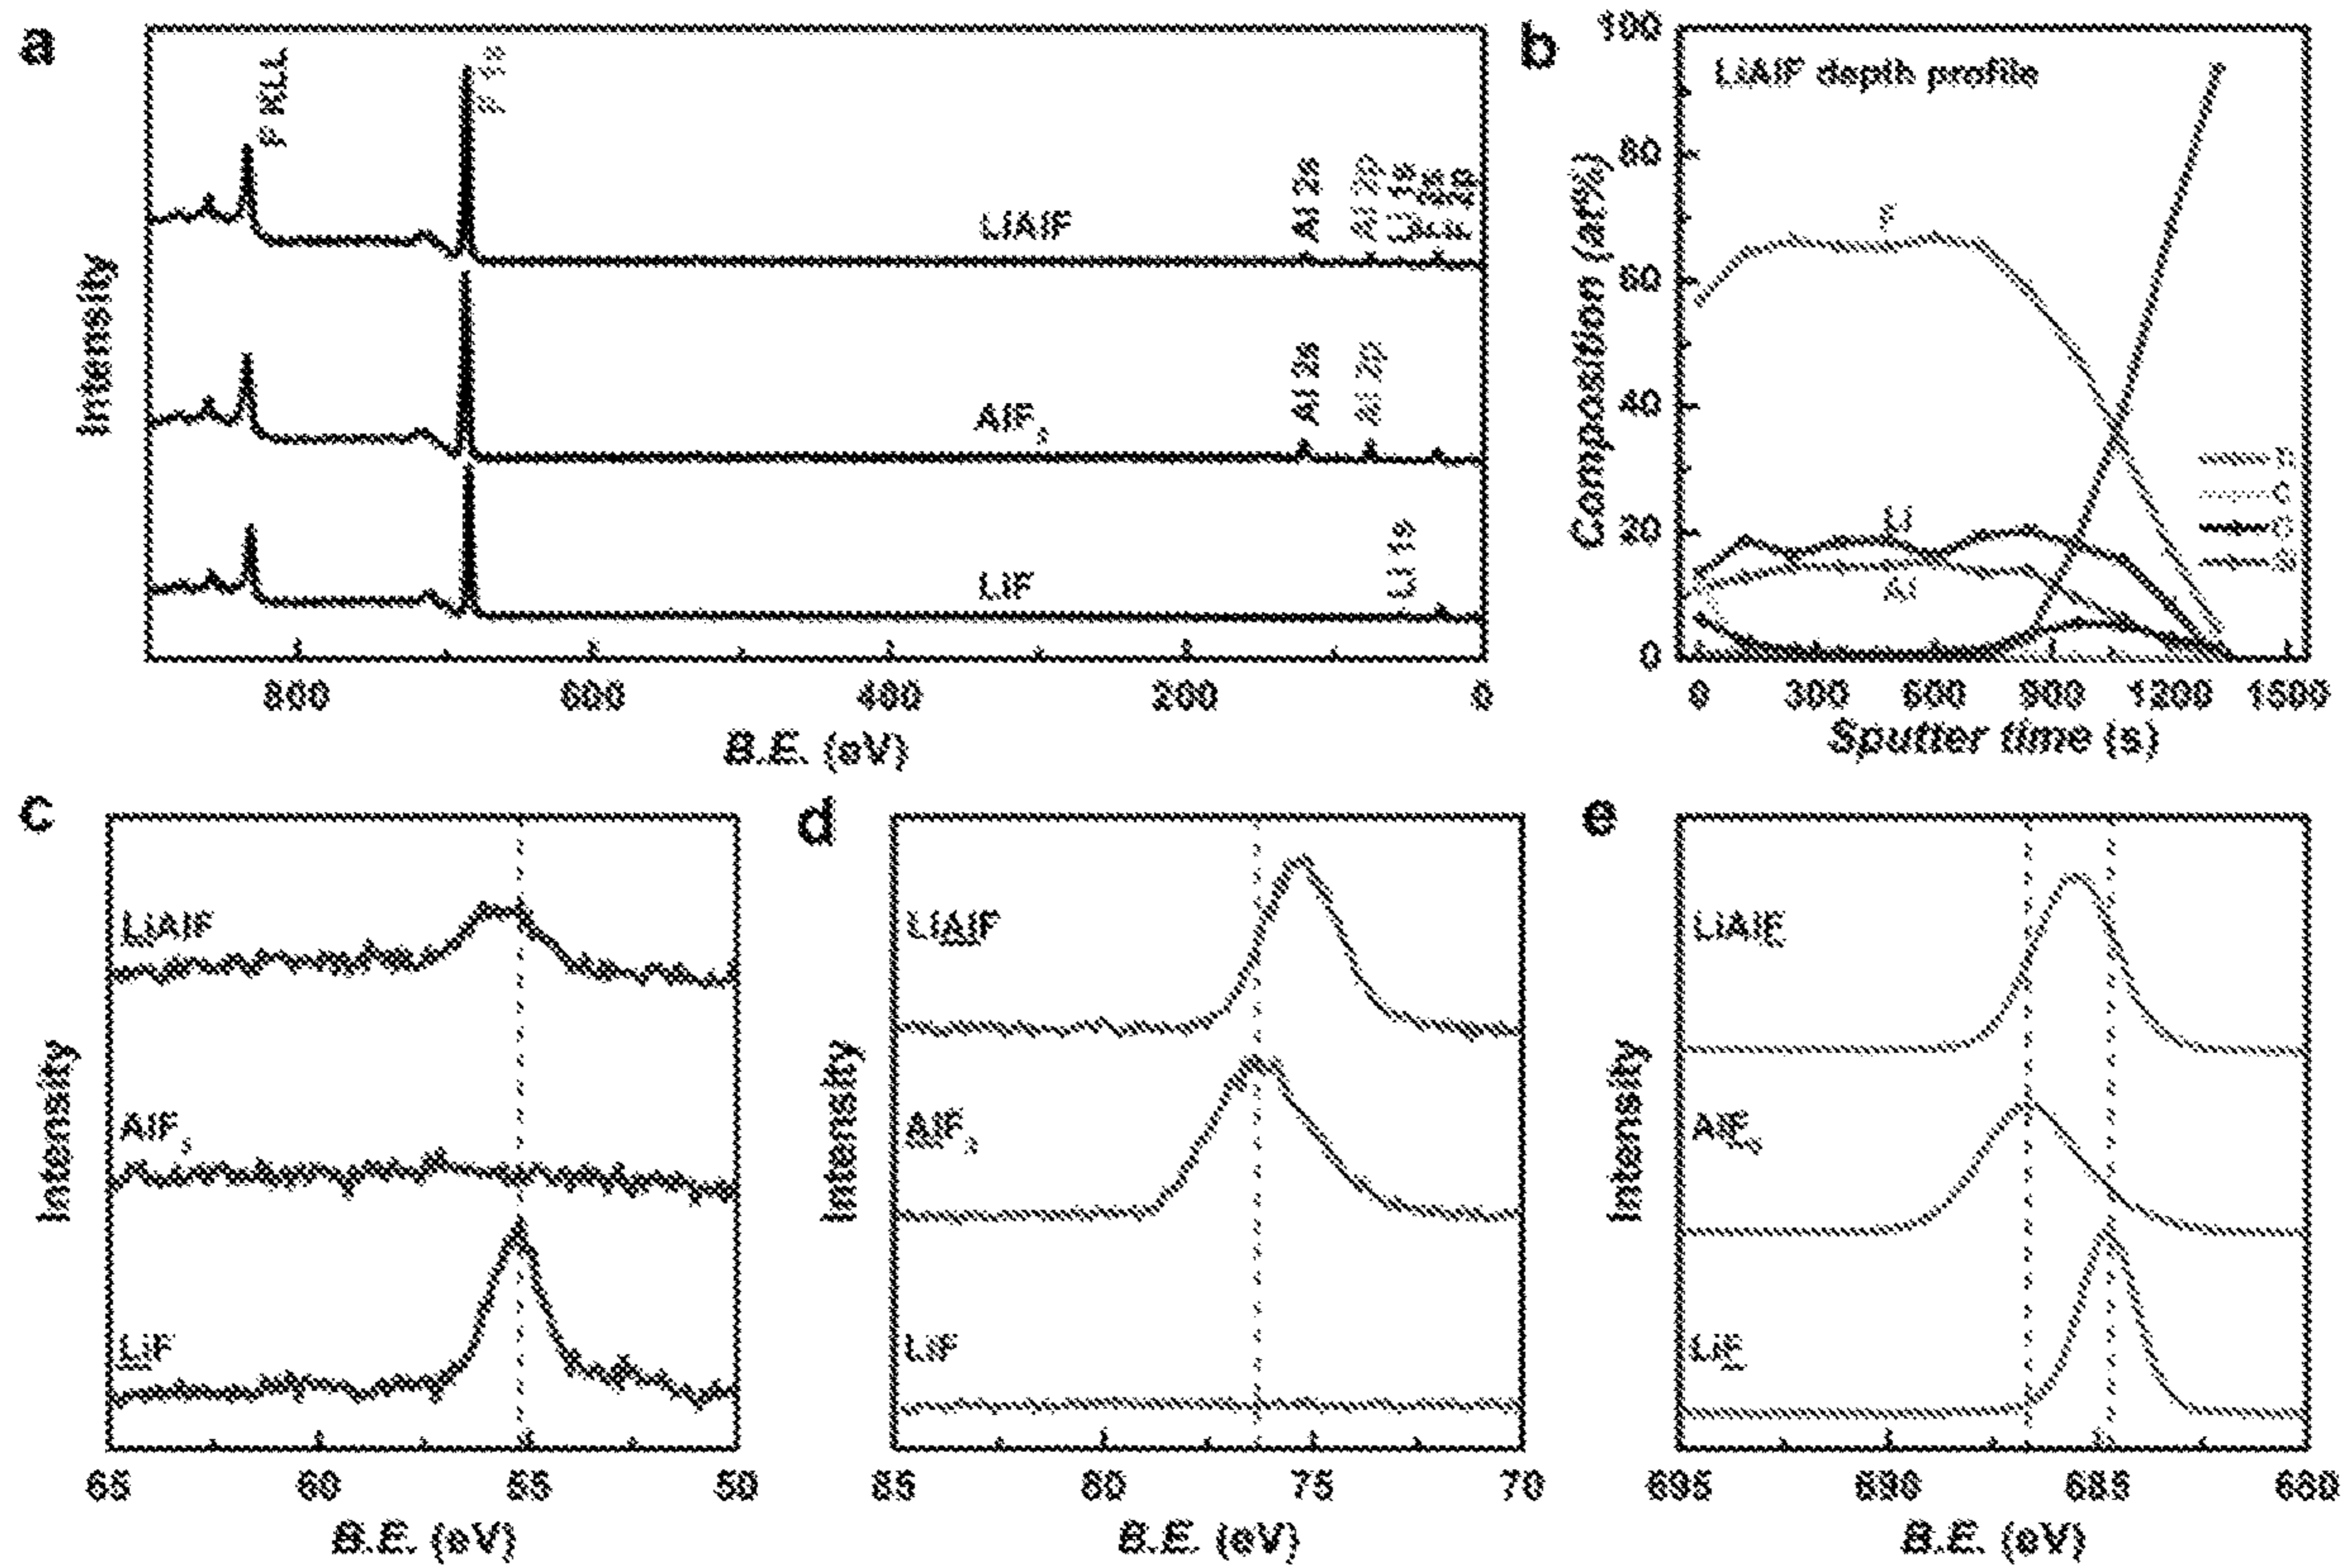 a
F KLL
F 1s
Al 2s
Al 2p
Li 1s
F 2s
F 2p
LiAlF
Al 2s
Al 2p
AlF3
Li 1s
LiF
Intensity
800 600 400 200 0
B.E. (eV)
b
LiAlF depth profile
F
Li
Al
C
Composition (at%)
100
80
60
40
20
0
0 300 600 900 1200 1500
Sputter time (s)
c
LiAlF
AlF
LiF
Intensity
65 60 55 50
B.E. (eV)
d
LiAlF
AlF3
LiF
Intensity
85 80 75 70
B.E. (eV)
e
LiAlF
AlF3
LiF
Intensity
695 690 685 680
B.E. (eV)